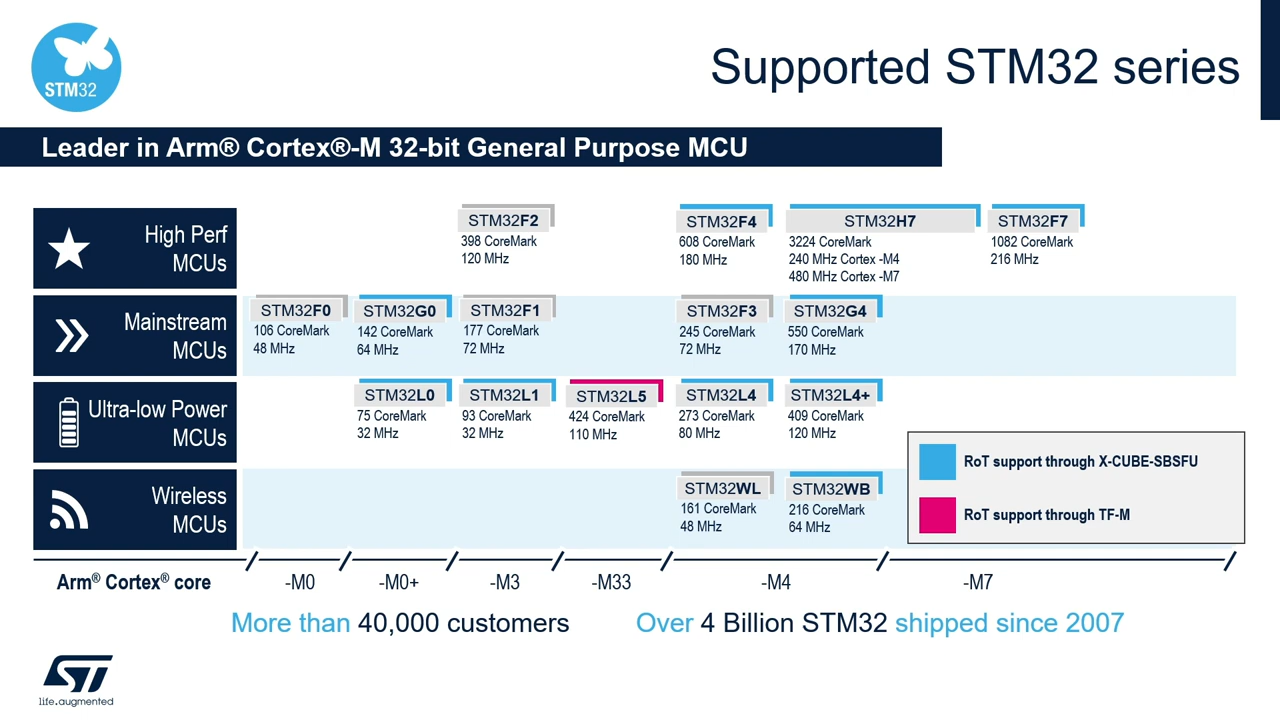 STM32
Supported STM32 series
Leader in Arm® Cortex®-M 32-bit General Purpose MCU
High Perf
MCUs
STM32F2
398 CoreMark
120 MHz
STM32F4
608 CoreMark
180 MHz
STM32H7
3224 CoreMark
240 MHz Cortex -M4
480 MHz Cortex -M7
STM32F7
1082 CoreMark
216 MHz
Mainstream
MCUs
STM32F0
106 CoreMark
48 MHz
STM32G0
142 CoreMark
64 MHz
STM32F1
177 CoreMark
72 MHz
STM32F3
245 CoreMark
72 MHz
STM32G4
550 CoreMark
170 MHz
Ultra-low Power
MCUs
STM32L0
75 CoreMark
32 MHz
STM32L1
93 CoreMark
32 MHz
STM32L5
424 CoreMark
110 MHz
STM32L4
273 CoreMark
80 MHz
STM32L4+
409 CoreMark
120 MHz
Wireless
MCUs
STM32WL
161 CoreMark
48 MHz
STM32WB
216 CoreMark
64 MHz
RoT support through X-CUBE-SBSFU
RoT support through TF-M
Arm® Cortex® core
-M0
-M0+
-M3
-M33
-M4
-M7
More than 40,000 customers
Over 4 Billion STM32 shipped since 2007
ST
life.augmented